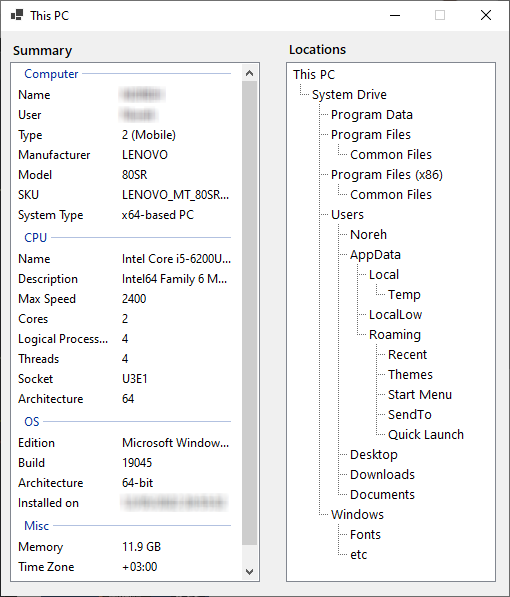 This PC
Summary
Computer
Name
User
Type 2 (Mobile)
Manufacturer LENOVO
Model 80SR
SKU LENOVO_MT_80SR...
System Type x64-based PC
CPU
Name Intel Core i5-6200U...
Description Intel64 Family 6 M...
Max Speed 2400
Cores 2
Logical Process... 4
Threads 4
Socket U3E1
Architecture 64
OS
Edition Microsoft Window...
Build 19045
Architecture 64-bit
Installed on
Misc
Memory 11.9 GB
Time Zone +03:00
Locations
This PC
System Drive
Program Data
Program Files
Common Files
Program Files (x86)
Common Files
Users
Noreh
AppData
Local
Temp
LocalLow
Roaming
Recent
Themes
Start Menu
SendTo
Quick Launch
Desktop
Downloads
Documents
Windows
Fonts
etc